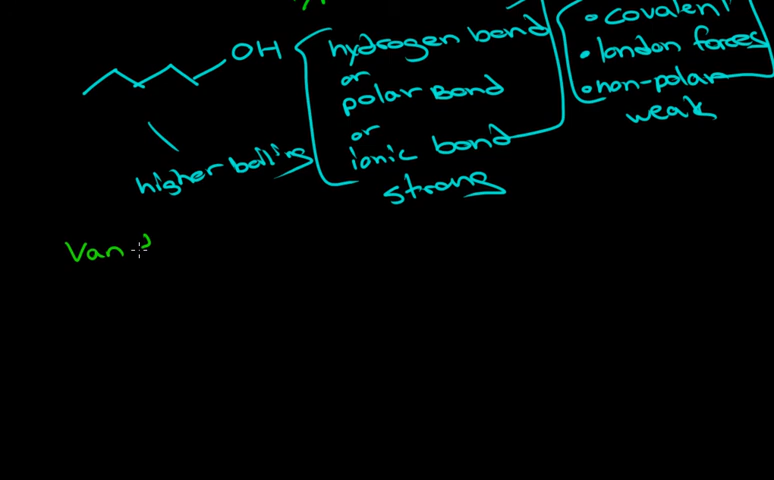 OH
hydrogen bond
or
polar Bond
or
ionic bond
strong
higher boiling
• covalent
• london forces
• non-polar
weak
Van